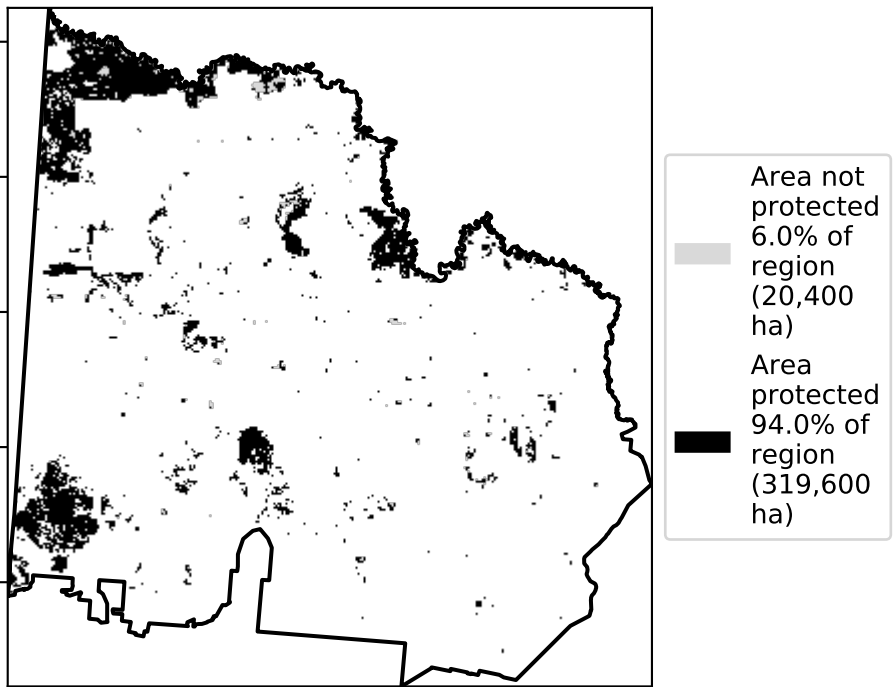 Area not
protected
6.0% of
region
(20,400
ha)
Area
protected
94.0% of
region
(319,600
ha)